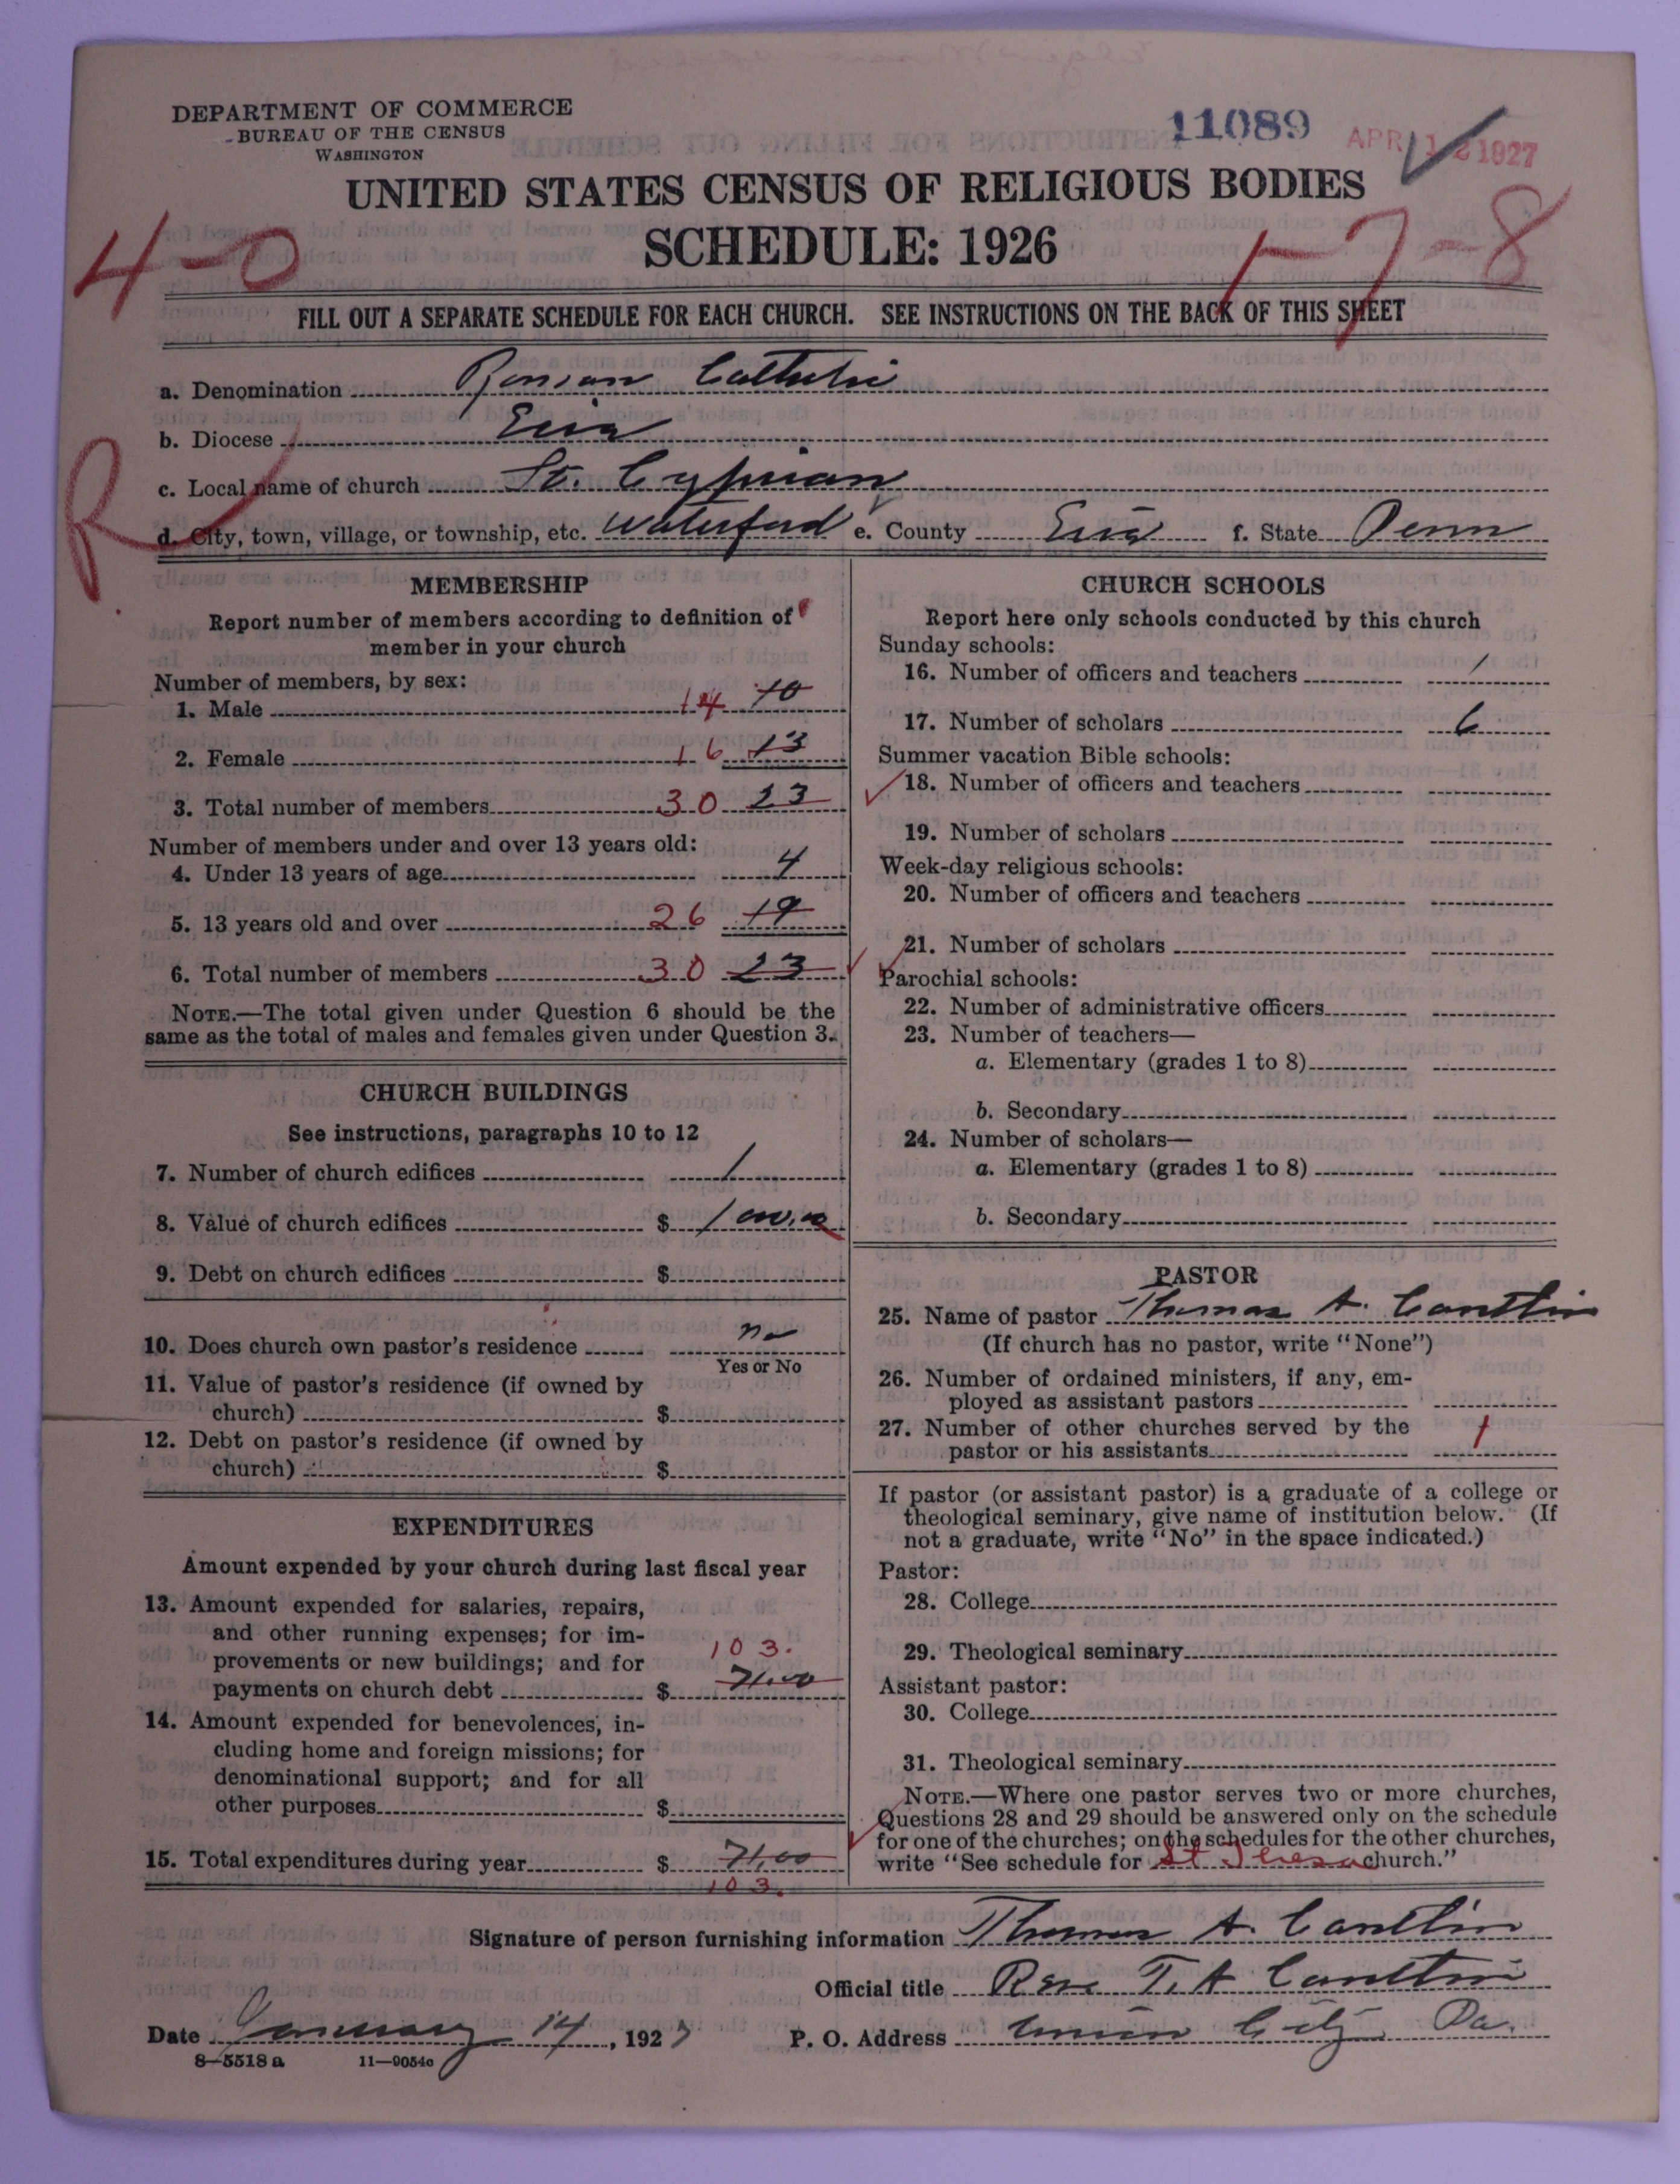 DEPARTMENT OF COMMERCE
BUREAU OF THE CENSUS
WASHINGTON
11089
APR 12 1927
UNITED STATES CENSUS OF RELIGIOUS BODIES
SCHEDULE: 1926
4-0
1-7-8
FILL OUT A SEPARATE SCHEDULE FOR EACH CHURCH. SEE INSTRUCTIONS ON THE BACK OF THIS SHEET
a. Denomination Roman Catholic
b. Diocese Erie
c. Local name of church St. Cyprian
R
d. City, town, village, or township, etc. Waterford e. County Erie f. State Penn
MEMBERSHIP
Report number of members according to definition of member in your church
Number of members, by sex:
1. Male 14 10
2. Female 16 13
3. Total number of members 30 23
Number of members under and over 13 years old:
4. Under 13 years of age 4
5. 13 years old and over 26 19
6. Total number of members 30 23
NOTE.—The total given under Question 6 should be the
same as the total of males and females given under Question 3.
CHURCH BUILDINGS
See instructions, paragraphs 10 to 12
7. Number of church edifices 1
8. Value of church edifices $ 1000.00
9. Debt on church edifices $
10. Does church own pastor's residence no
Yes or No
11. Value of pastor's residence (if owned by
church) $
12. Debt on pastor's residence (if owned by
church) $
EXPENDITURES
Amount expended by your church during last fiscal year
13. Amount expended for salaries, repairs,
and other running expenses; for im-
provements or new buildings; and for 103.
payments on church debt $ 71.00
14. Amount expended for benevolences, in-
cluding home and foreign missions; for
denominational support; and for all
other purposes $
15. Total expenditures during year $ 71.00
103.
CHURCH SCHOOLS
Report here only schools conducted by this church
Sunday schools:
16. Number of officers and teachers 1
17. Number of scholars 6
Summer vacation Bible schools:
18. Number of officers and teachers
19. Number of scholars
Week-day religious schools:
20. Number of officers and teachers
21. Number of scholars
Parochial schools:
22. Number of administrative officers
23. Number of teachers—
a. Elementary (grades 1 to 8)
b. Secondary
24. Number of scholars—
a. Elementary (grades 1 to 8)
b. Secondary
PASTOR
25. Name of pastor Thomas A. Cantlin
(If church has no pastor, write "None")
26. Number of ordained ministers, if any, em-
ployed as assistant pastors
27. Number of other churches served by the
pastor or his assistants 1
If pastor (or assistant pastor) is a graduate of a college or
theological seminary, give name of institution below. (If
not a graduate, write "No" in the space indicated.)
Pastor:
28. College
29. Theological seminary
Assistant pastor:
30. College
31. Theological seminary
NOTE.—Where one pastor serves two or more churches,
Questions 28 and 29 should be answered only on the schedule
for one of the churches; on the schedules for the other churches,
write "See schedule for St Theresa church."
Signature of person furnishing information Thomas A. Cantlin
Official title Rev. T. A Cantlin
Date January 14, 1927 P. O. Address Union City Pa.
8-5518 a 11-9054c